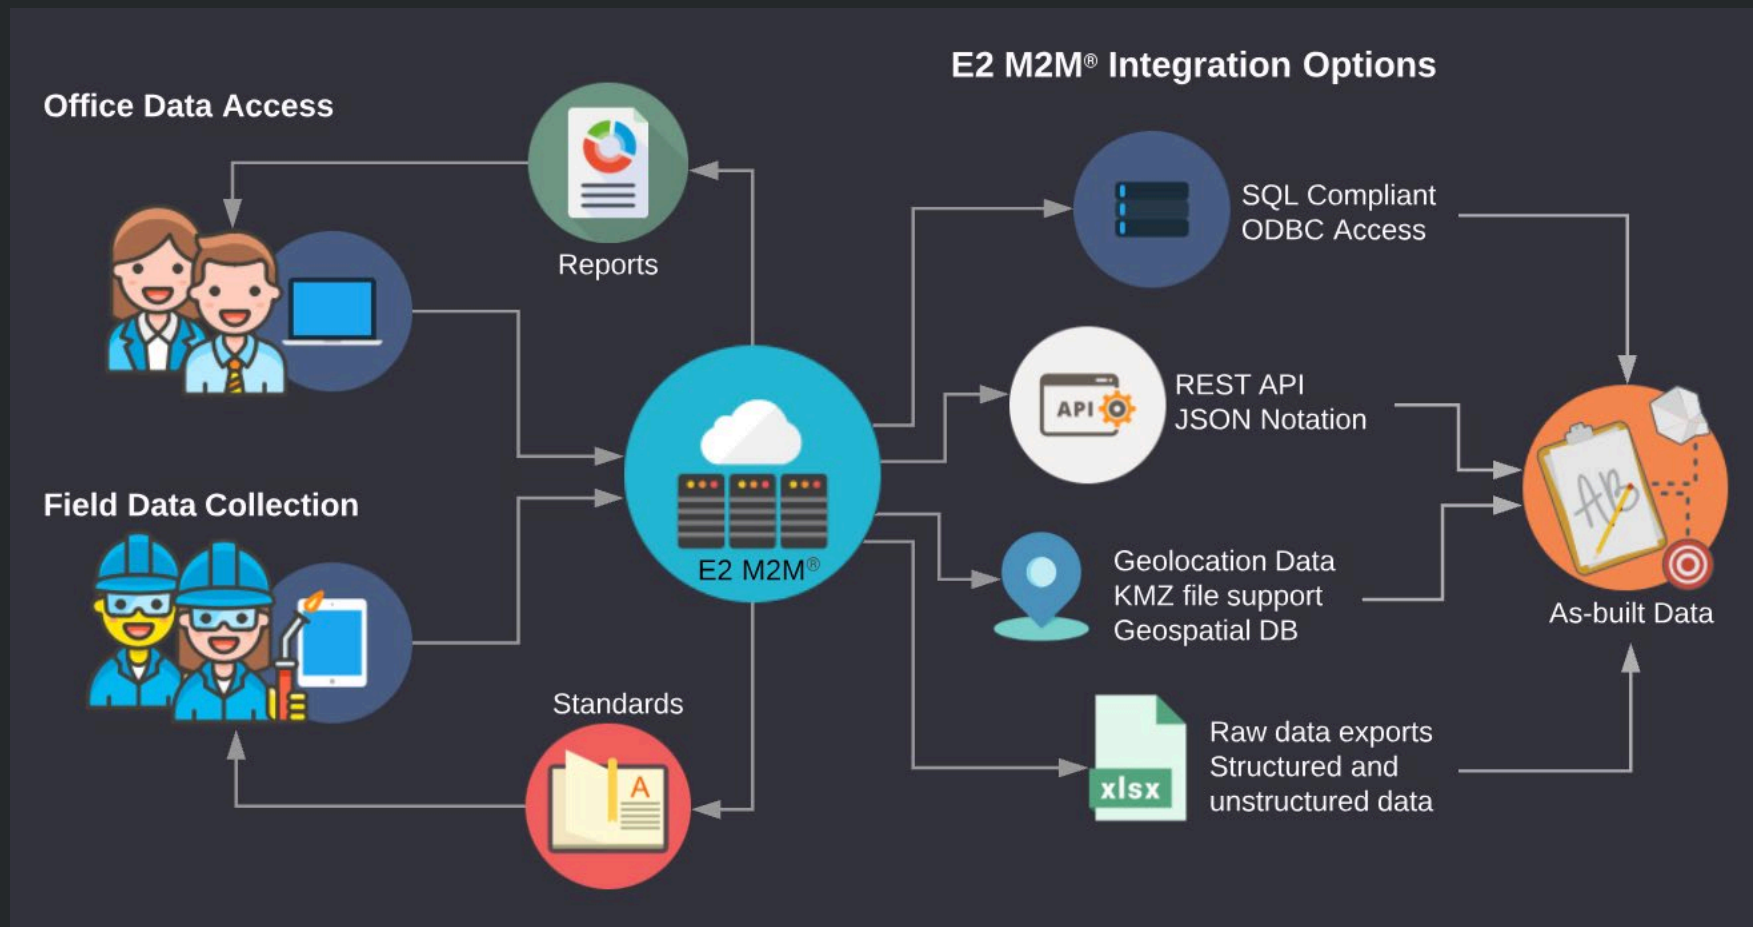 E2 M2M® Integration Options
Office Data Access
Reports
SQL Compliant
ODBC Access
API
REST API
JSON Notation
E2 M2M®
Field Data Collection
Geolocation Data
KMZ file support
Geospatial DB
AB
As-built Data
Standards
A
xlsx
Raw data exports
Structured and
unstructured data